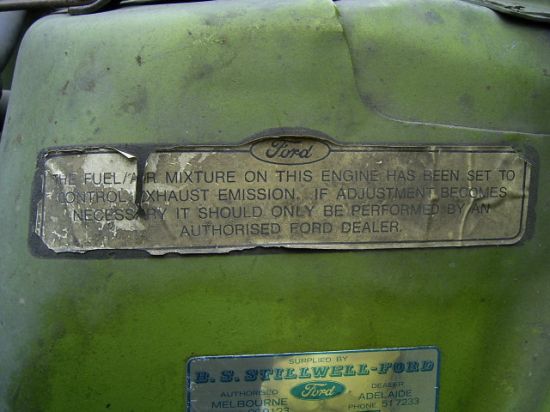 Ford
THE FUEL/AIR MIXTURE ON THIS ENGINE HAS BEEN SET TO
CONTROL EXHAUST EMISSION. IF ADJUSTMENT BECOMES
NECESSARY IT SHOULD ONLY BE PERFORMED BY AN
AUTHORISED FORD DEALER.
SUPPLIED BY
B. S. STILLWELL-FORD
AUTHORISED Ford DEALER
MELBOURNE ADELAIDE
PHONE 517233